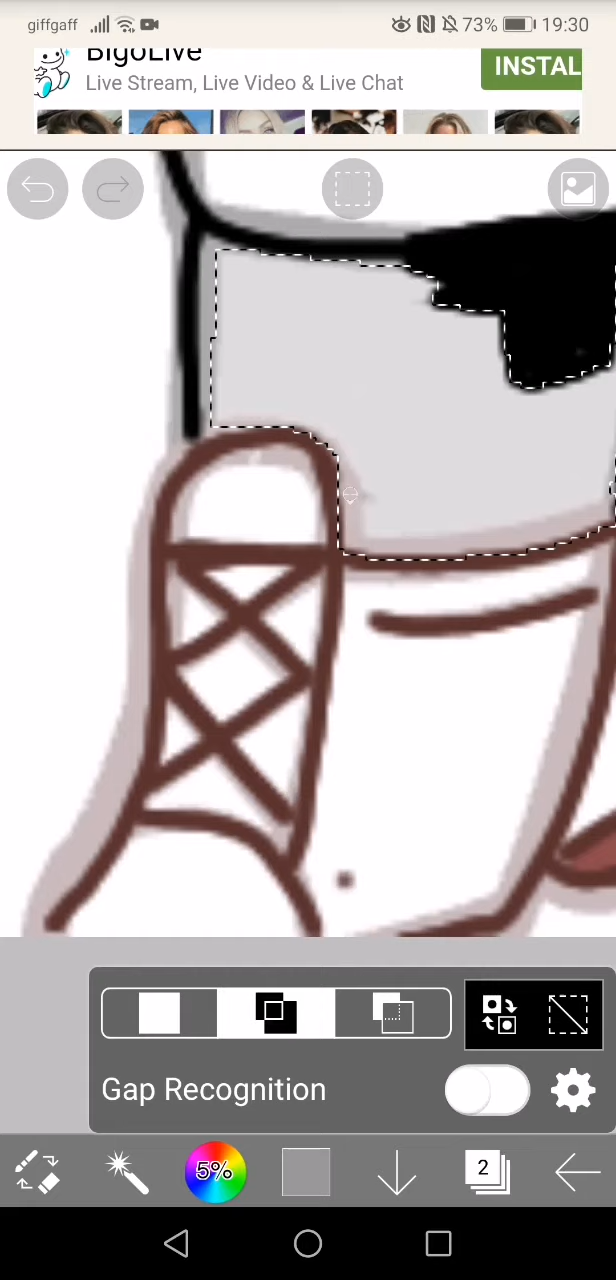 giffgaff 73% 19:30
BigoLive
Live Stream, Live Video & Live Chat
INSTAL
Gap Recognition
5%
2